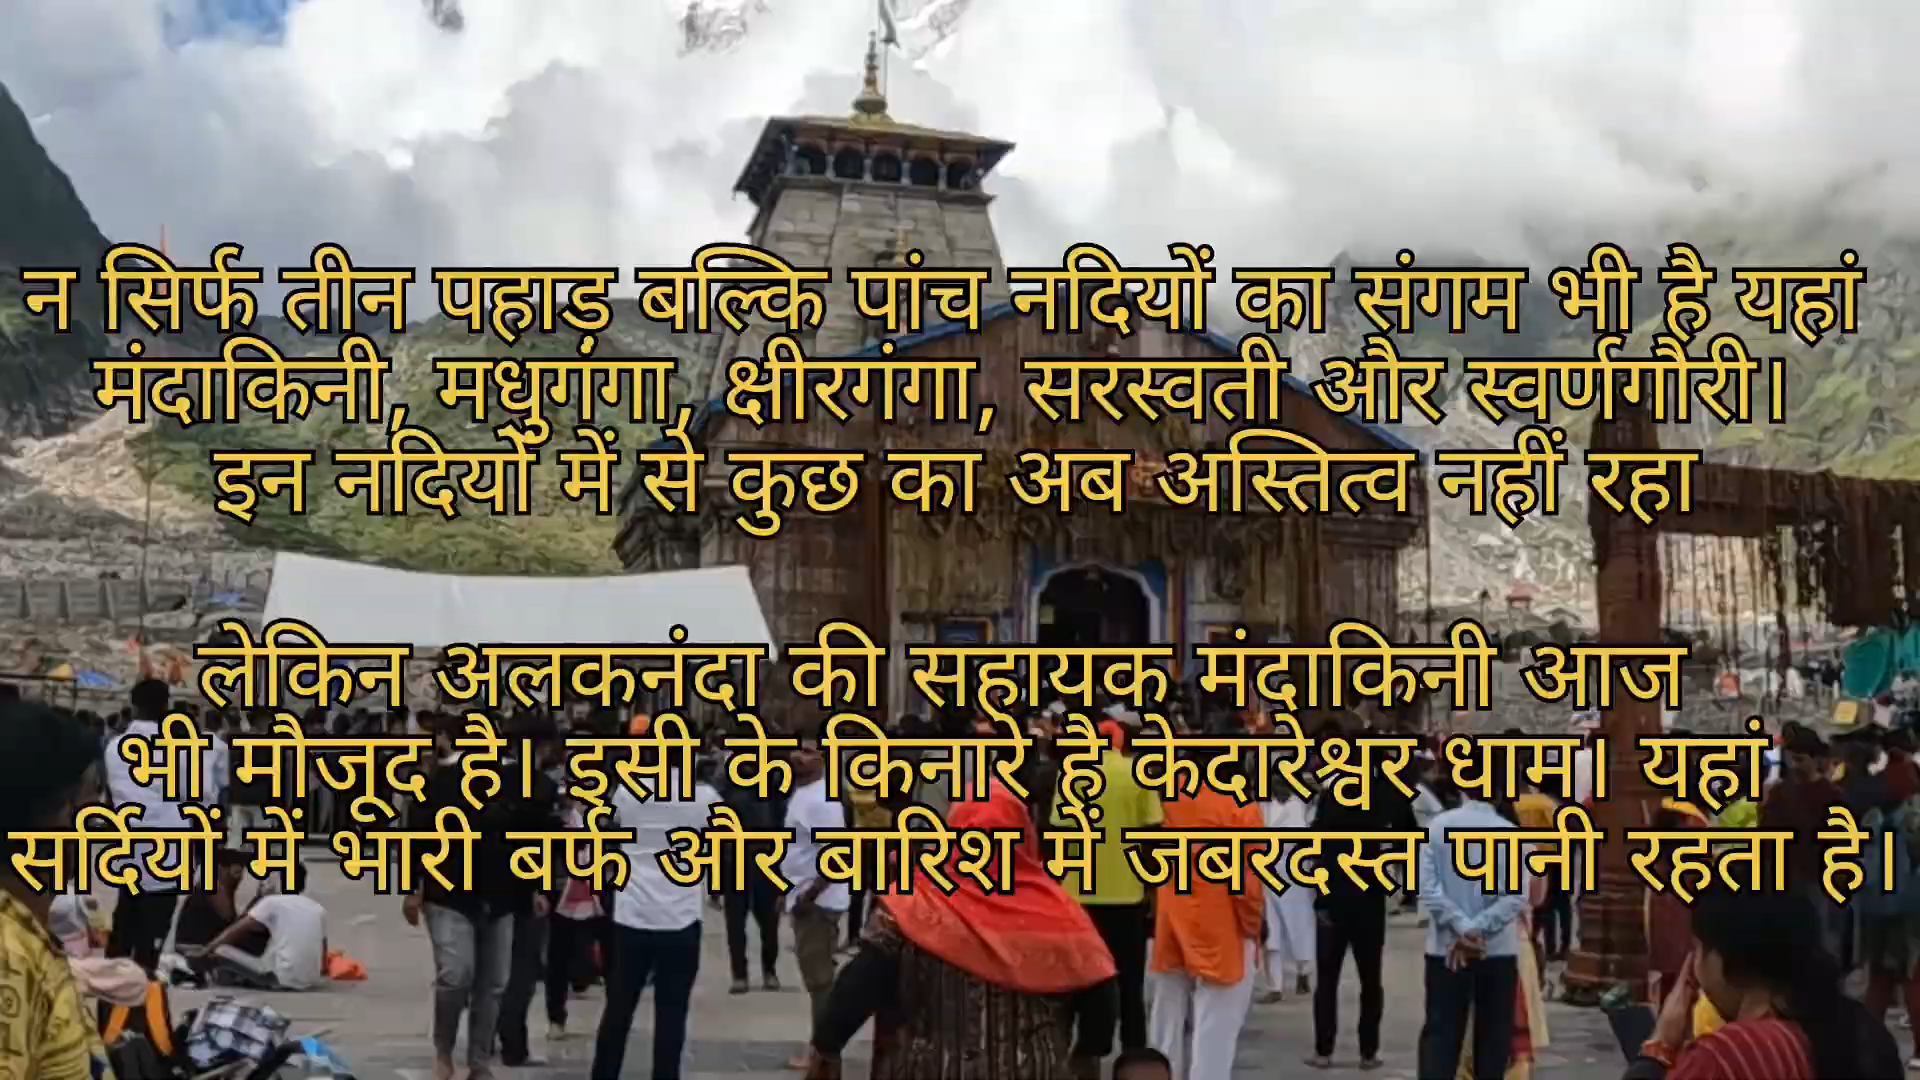 न सिर्फ तीन पहाड़ बल्कि पांच नदियों का संगम भी है यहां
मंदाकिनी, मधुगंगा, क्षीरगंगा, सरस्वती और स्वर्णगौरी।
इन नदियों में से कुछ का अब अस्तित्व नहीं रहा
लेकिन अलकनंदा की सहायक मंदाकिनी आज
भी मौजूद है। इसी के किनारे है केदारेश्वर धाम। यहां
सर्दियों में भारी बर्फ और बारिश में जबरदस्त पानी रहता है।